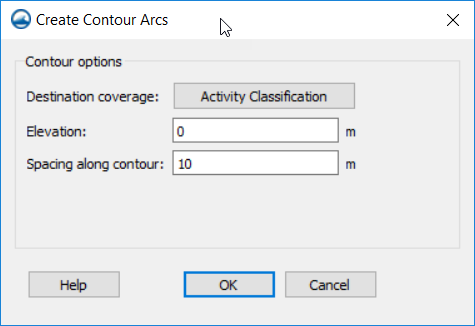 Create Contour Arcs
Contour options
Destination coverage: Activity Classification
Elevation: 0 m
Spacing along contour: 10 m
Help OK Cancel